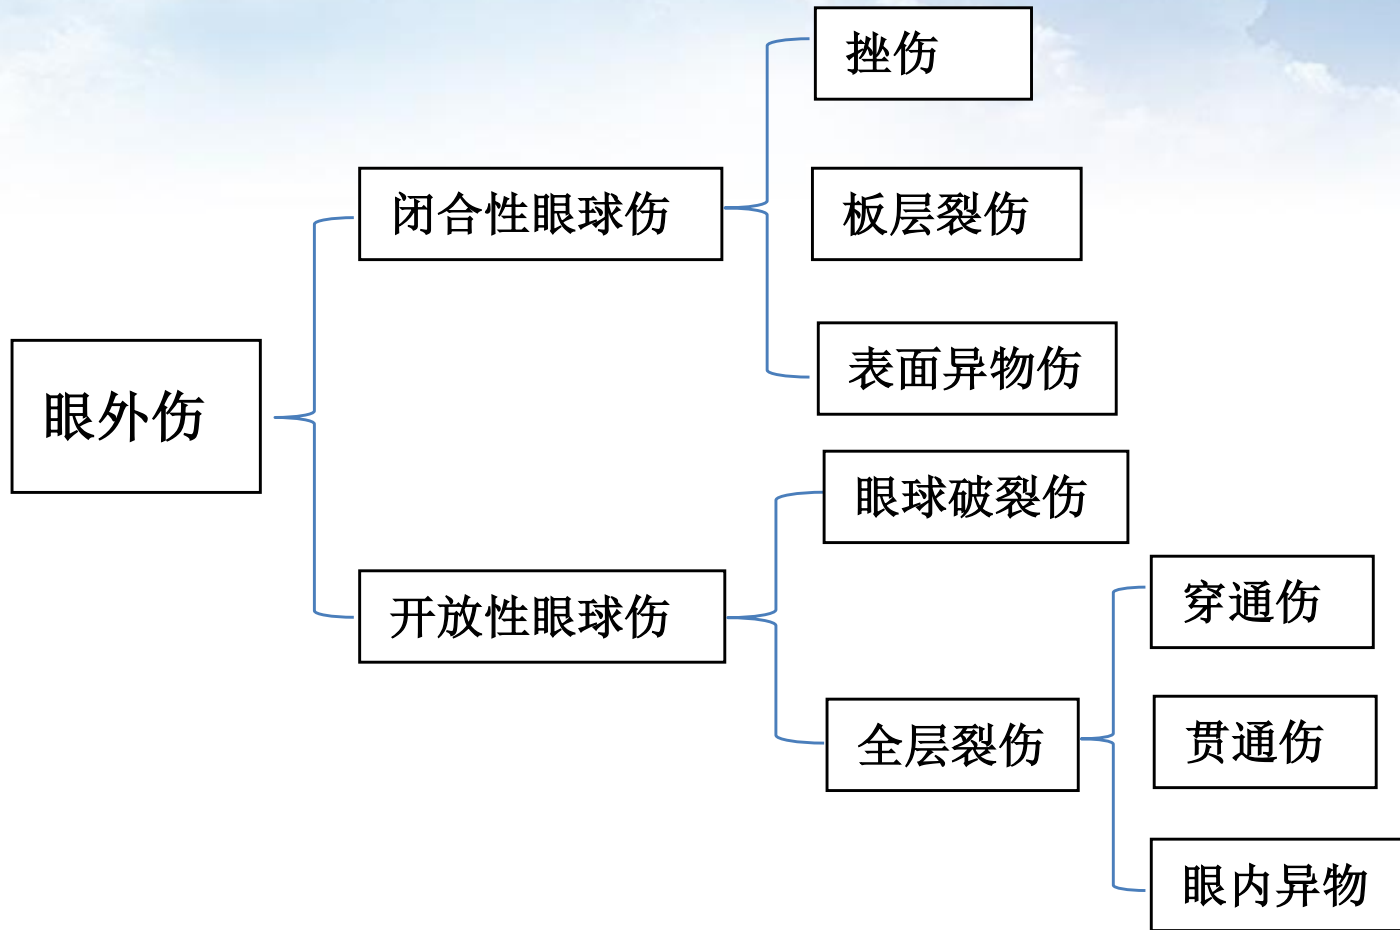 眼外伤
闭合性眼球伤
挫伤
板层裂伤
表面异物伤
开放性眼球伤
眼球破裂伤
全层裂伤
穿通伤
贯通伤
眼内异物